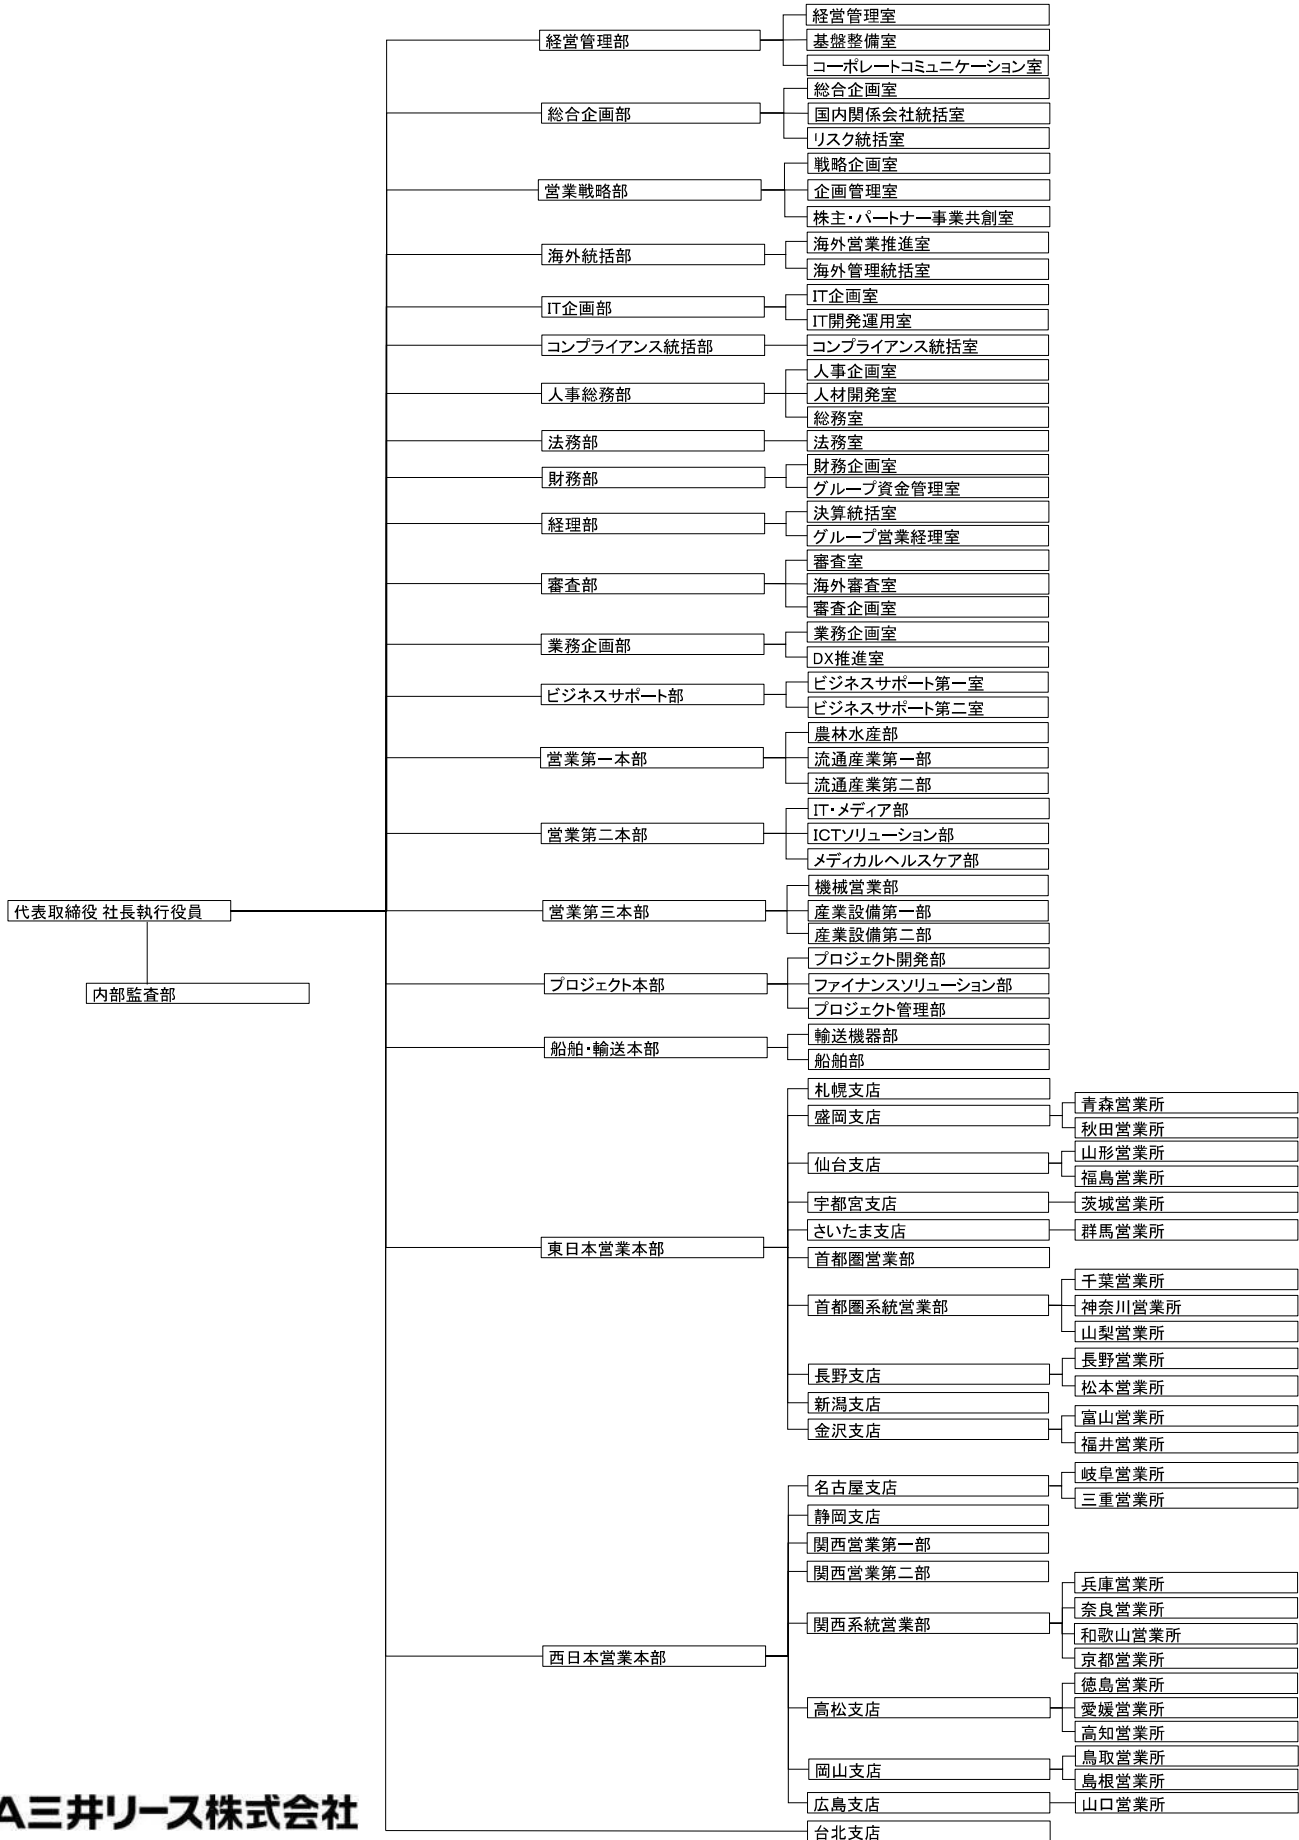 代表取締役 社長執行役員
内部監査部
経営管理部
経営管理室
基盤整備室
コーポレートコミュニケーション室
総合企画部
総合企画室
国内関係会社統括室
リスク統括室
営業戦略部
戦略企画室
企画管理室
株主・パートナー事業共創室
海外統括部
海外営業推進室
海外管理統括室
IT企画部
IT企画室
IT開発運用室
コンプライアンス統括部
コンプライアンス統括室
人事総務部
人事企画室
人材開発室
総務室
法務部
法務室
財務部
財務企画室
グループ資金管理室
経理部
決算統括室
グループ営業経理室
審査部
審査室
海外審査室
審査企画室
業務企画部
業務企画室
DX推進室
ビジネスサポート部
ビジネスサポート第一室
ビジネスサポート第二室
営業第一本部
農林水産部
流通産業第一部
流通産業第二部
営業第二本部
IT・メディア部
ICTソリューション部
メディカルヘルスケア部
営業第三本部
機械営業部
産業設備第一部
産業設備第二部
プロジェクト本部
プロジェクト開発部
ファイナンスソリューション部
プロジェクト管理部
船舶・輸送本部
輸送機器部
船舶部
東日本営業本部
札幌支店
盛岡支店
青森営業所
秋田営業所
仙台支店
山形営業所
福島営業所
宇都宮支店
茨城営業所
さいたま支店
群馬営業所
首都圏営業部
首都圏系統営業部
千葉営業所
神奈川営業所
山梨営業所
長野支店
長野営業所
松本営業所
新潟支店
金沢支店
富山営業所
福井営業所
西日本営業本部
名古屋支店
岐阜営業所
三重営業所
静岡支店
関西営業第一部
関西営業第二部
関西系統営業部
兵庫営業所
奈良営業所
和歌山営業所
京都営業所
高松支店
徳島営業所
愛媛営業所
高知営業所
岡山支店
鳥取営業所
島根営業所
広島支店
山口営業所
台北支店
A三井リース株式会社